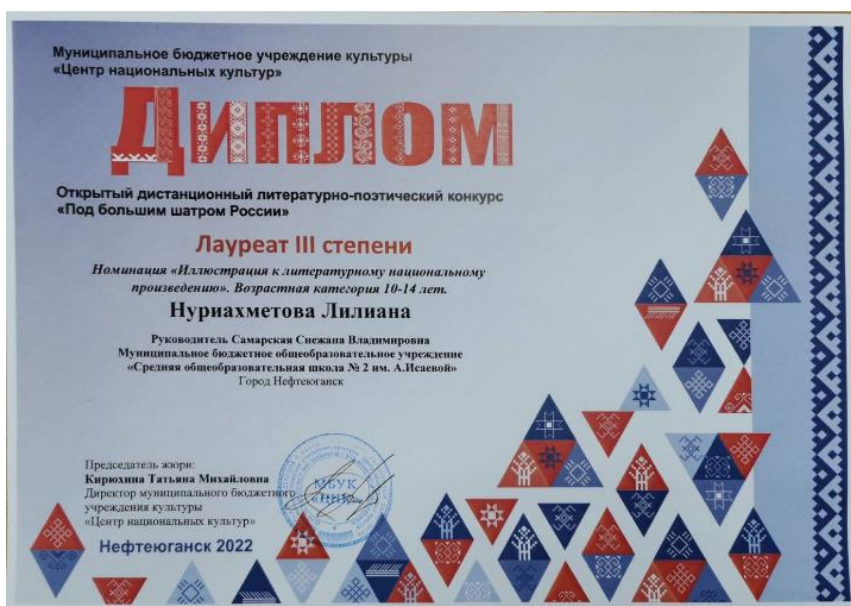 Муниципальное бюджетное учреждение культуры
«Центр национальных культур»
ДИПЛОМ
Открытый дистанционный литературно-поэтический конкурс
«Под большим шатром России»
Лауреат III степени
Номинация «Иллюстрация к литературному национальному
произведению». Возрастная категория 10-14 лет.
Нуриахметова Лилиана
Руководитель Самарская Снежана Владимировна
Муниципальное бюджетное общеобразовательное учреждение
«Средняя общеобразовательная школа № 2 им. А.Исаевой»
Город Нефтеюганск
Председатель жюри:
Кирюхина Татьяна Михайловна
Директор муниципального бюджетного
учреждения культуры
«Центр национальных культур»
МБУК
«ЦНК»
Нефтеюганск 2022